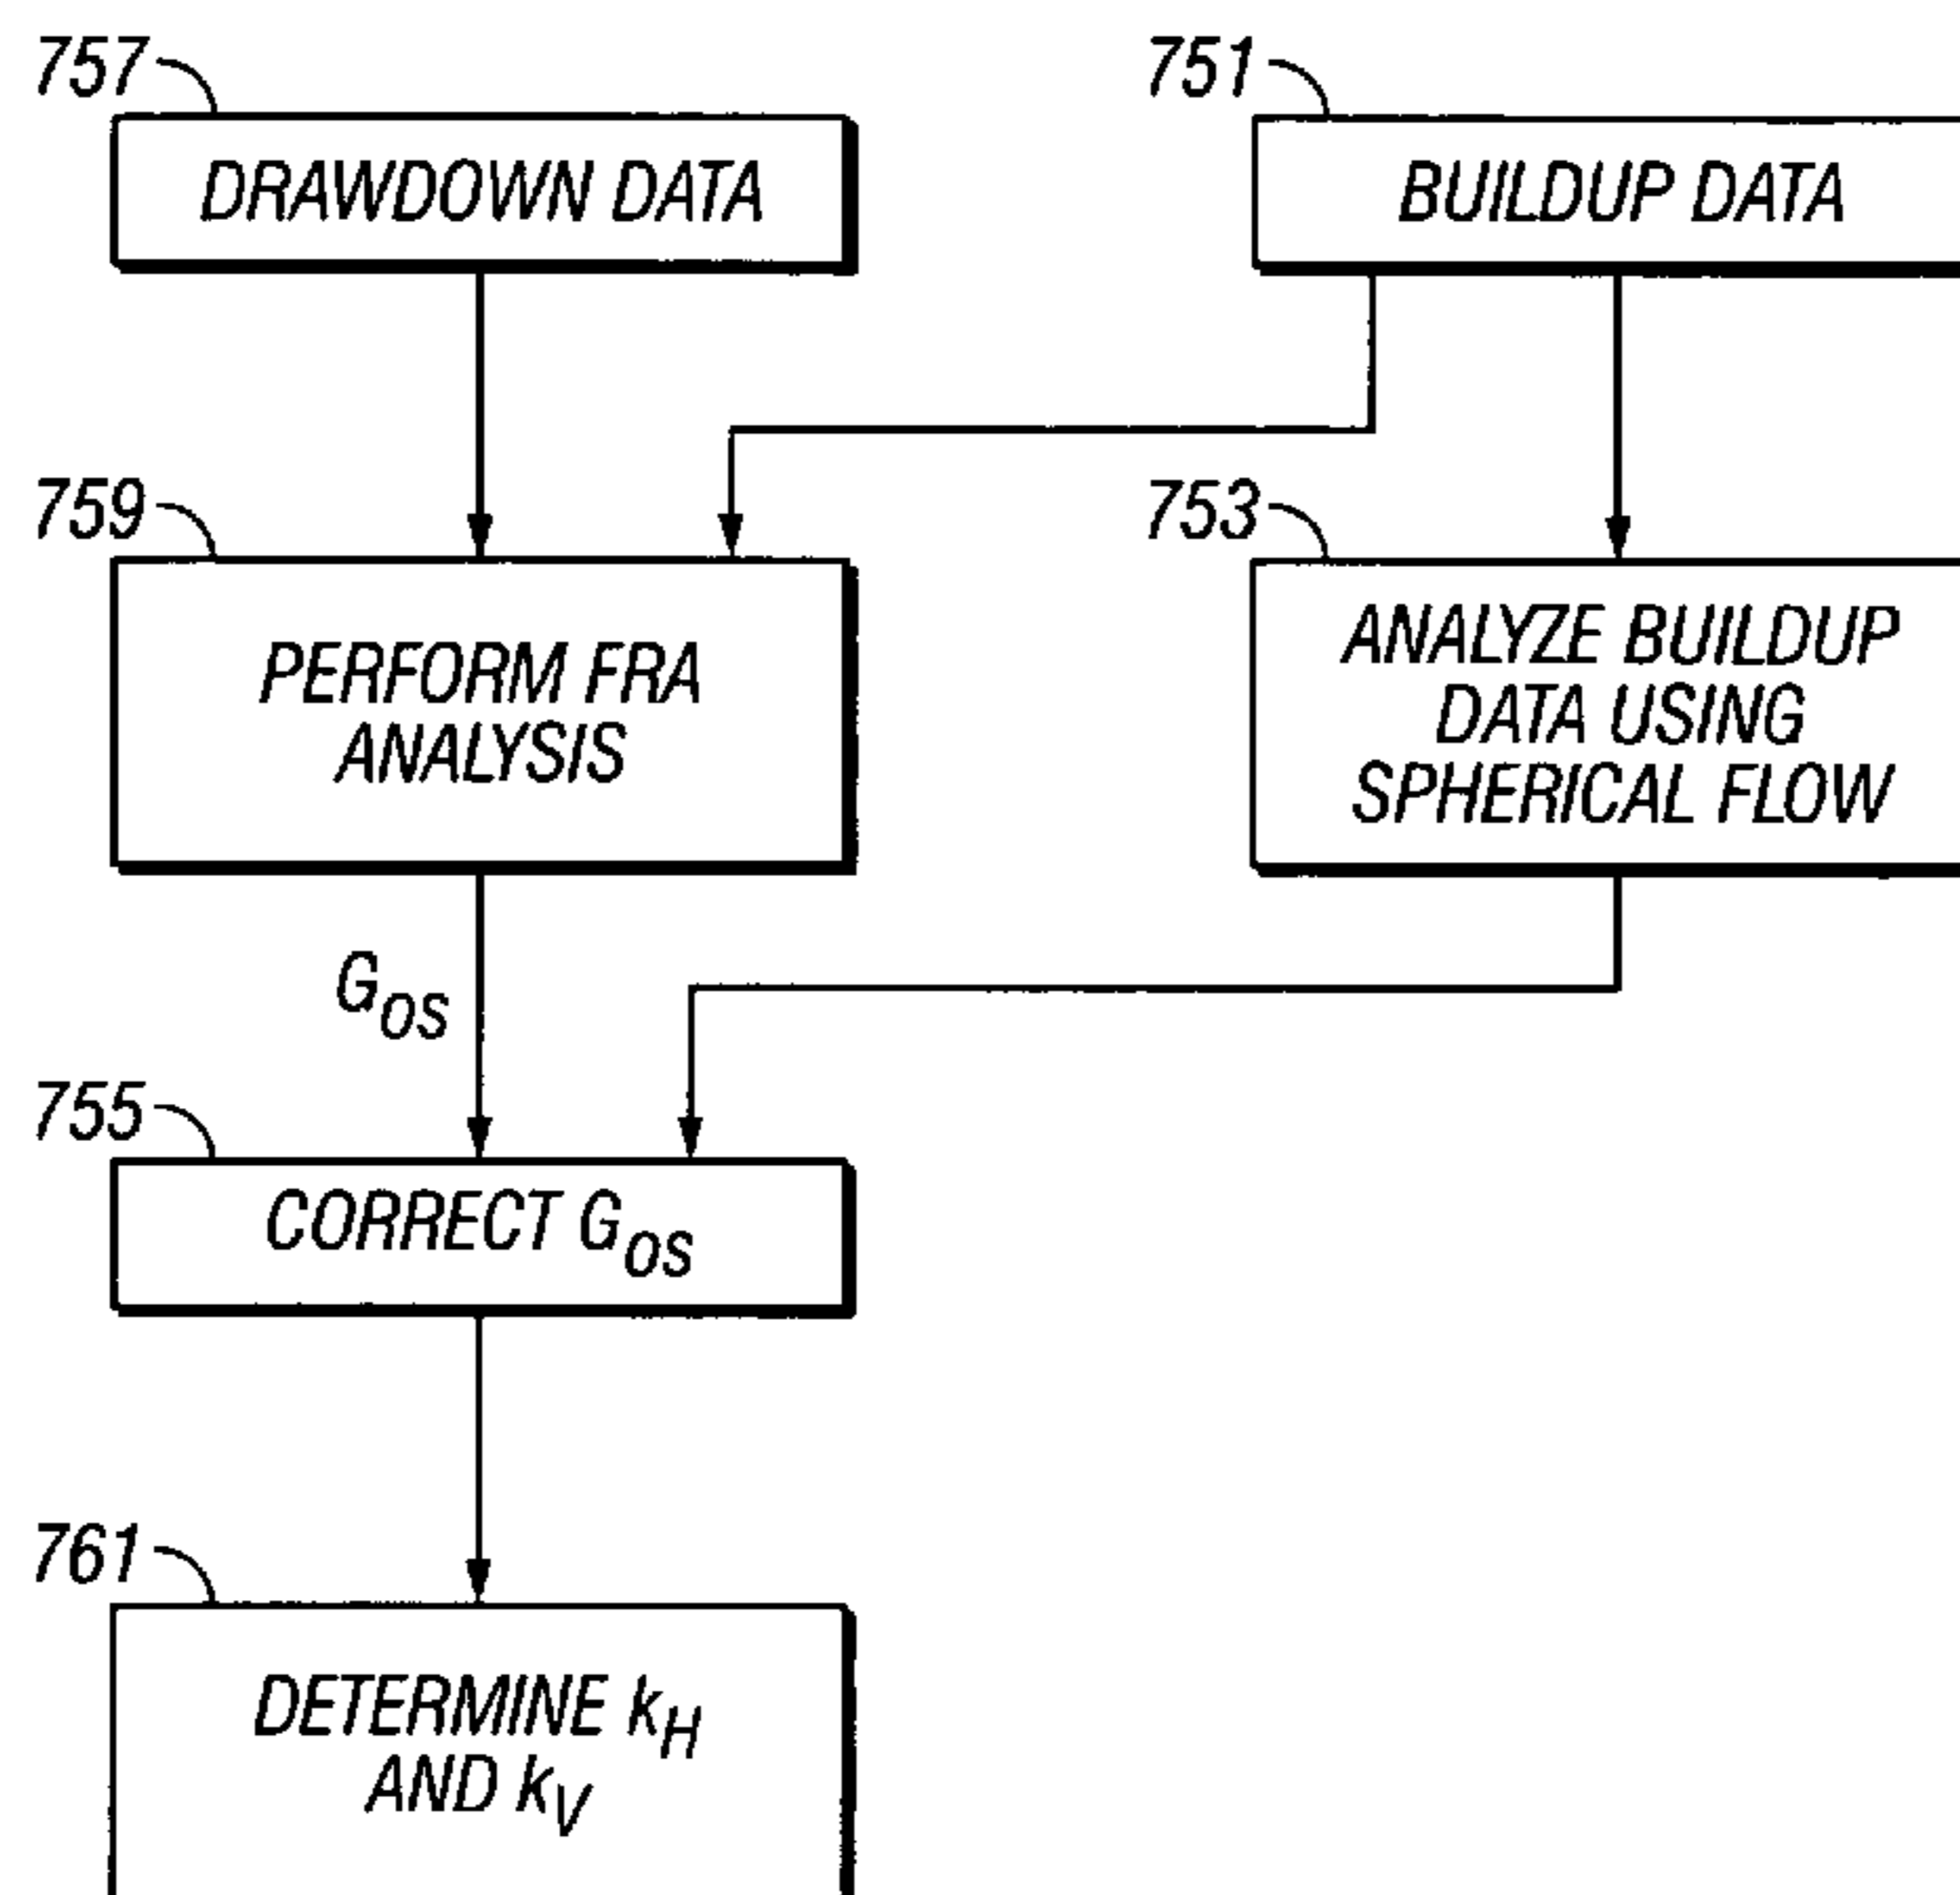 757
751
DRAWDOWN DATA
BUILDUP DATA
759
753
PERFORM FRA
ANALYSIS
ANALYZE BUILDUP
DATA USING
SPHERICAL FLOW
GOS
755
CORRECT GOS
761
DETERMINE kH
AND kV